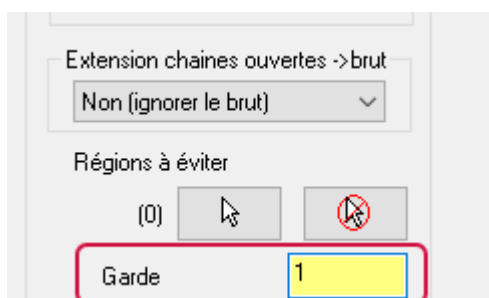 Extension chaines ouvertes ->brut
Non (ignorer le brut)
Régions à éviter
(0)
Garde 1